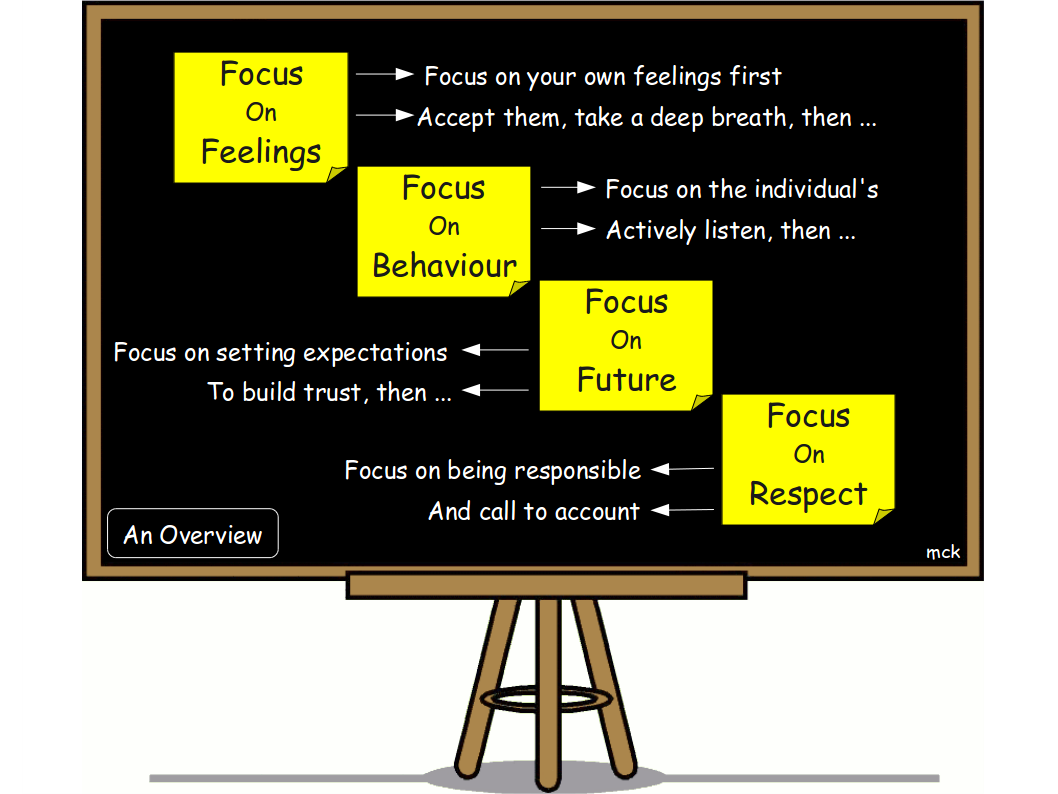 Focus
On
Feelings
Focus on your own feelings first
Accept them, take a deep breath, then ...
Focus
On
Behaviour
Focus on the individual's
Actively listen, then ...
Focus
On
Future
Focus on setting expectations
To build trust, then ...
Focus
On
Respect
Focus on being responsible
And call to account
An Overview
mck